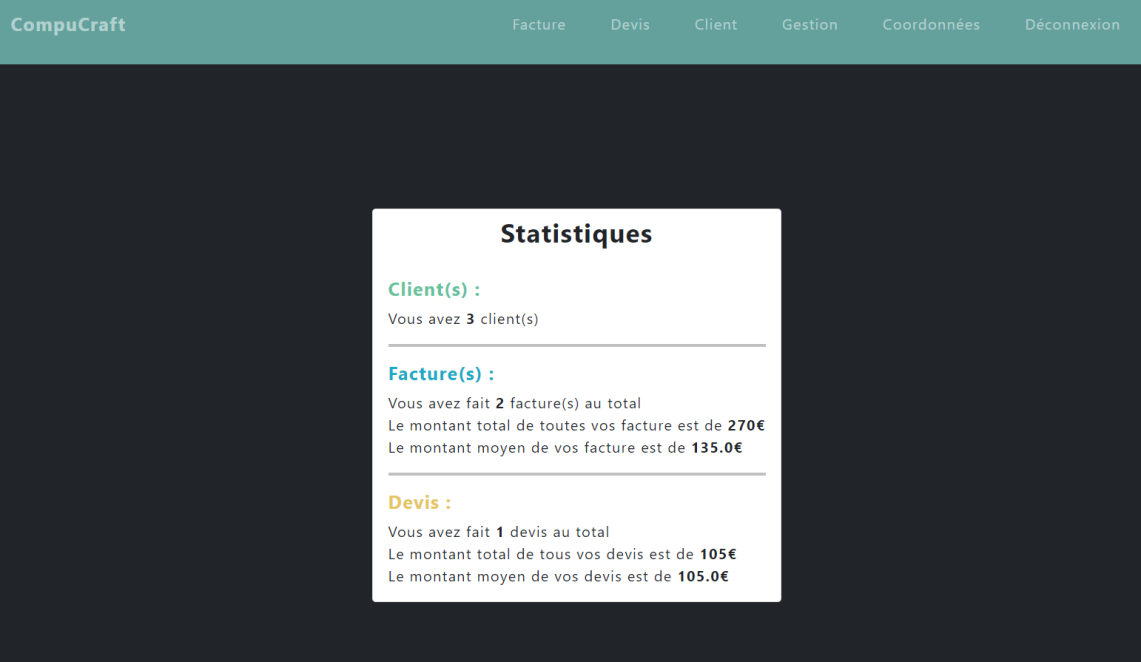 CompuCraft Facture Devis Client Gestion Coordonnées Déconnexion
Statistiques
Client(s) :
Vous avez 3 client(s)
Facture(s) :
Vous avez fait 2 facture(s) au total
Le montant total de toutes vos facture est de 270€
Le montant moyen de vos facture est de 135.0€
Devis :
Vous avez fait 1 devis au total
Le montant total de tous vos devis est de 105€
Le montant moyen de vos devis est de 105.0€